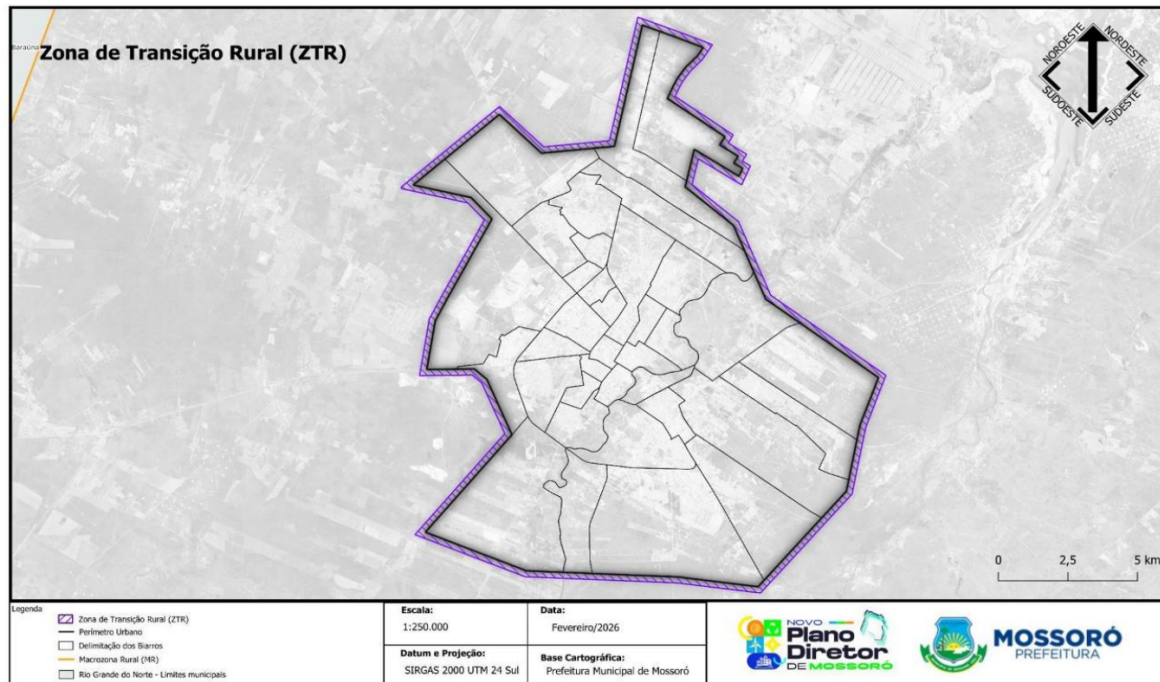 Baraúna
Zona de Transição Rural (ZTR)
NOROESTE
NORDESTE
SUDOESTE
SUDESTE
0 2,5 5 km
Legenda
Zona de Transição Rural (ZTR)
Perímetro Urbano
Delimitação dos Biarros
Macrozona Rural (MR)
Rio Grande do Norte - Limites municipais
Escala:
1:250.000
Data:
Fevereiro/2026
Datum e Projeção:
SIRGAS 2000 UTM 24 Sul
Base Cartográfica:
Prefeitura Municipal de Mossoró
NOVO
Plano
Diretor
DE MOSSORÓ
MOSSORÓ
PREFEITURA